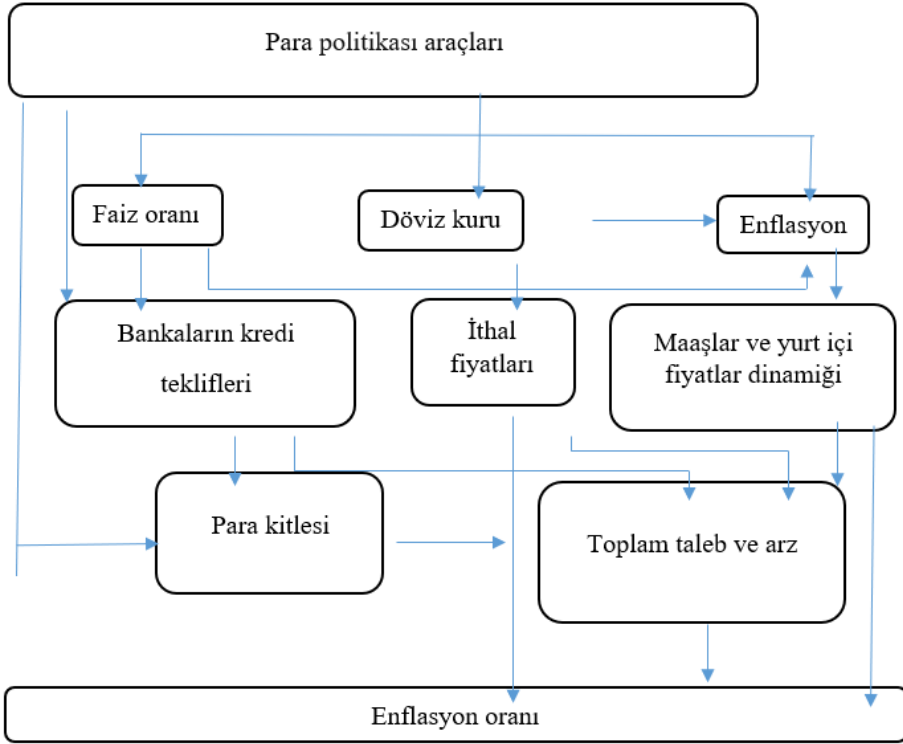 Para politikası araçları
Faiz oranı
Döviz kuru
Enflasyon
Bankaların kredi
teklifleri
İthal
fiyatları
Maaşlar ve yurt içi
fiyatlar dinamiği
Para kitlesi
Toplam taleb ve arz
Enflasyon oranı